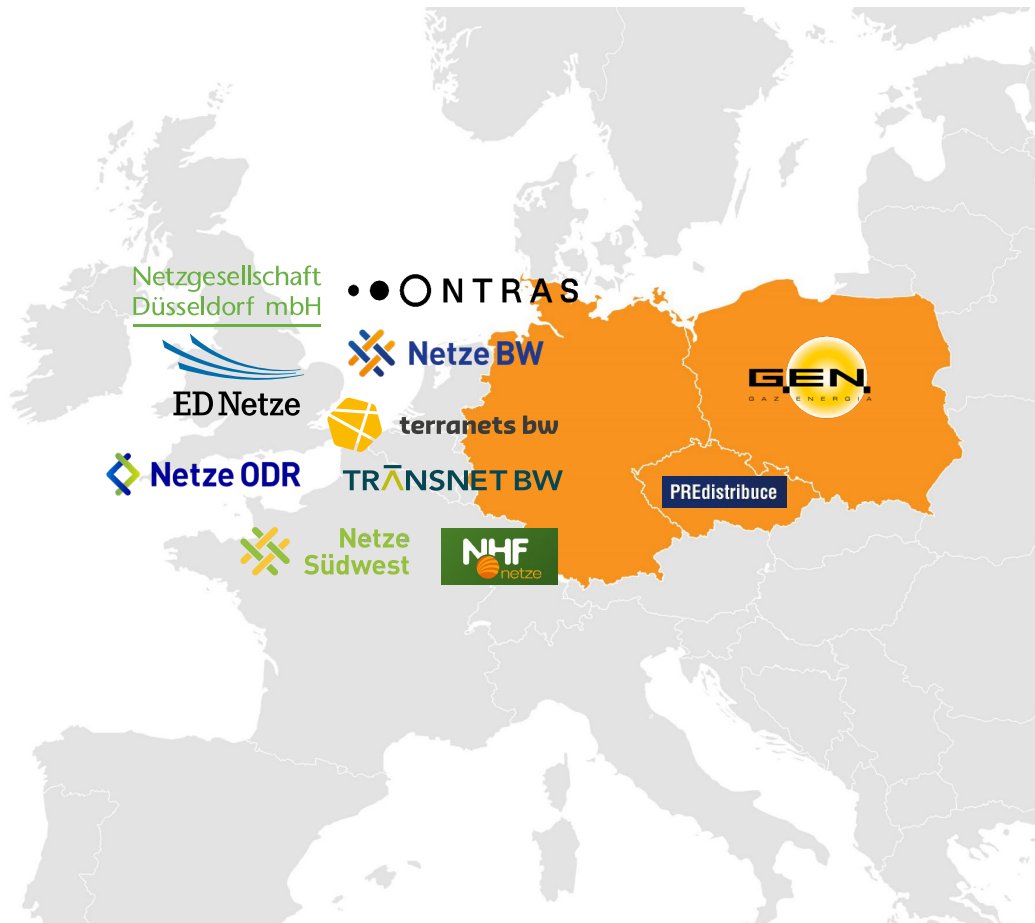 Netzgesellschaft
Düsseldorf mbH
ONTRAS
Netze BW
ED Netze
terranets bw
Netze ODR
TRANSNET BW
Netze
Südwest
NHF
netze
G.EN.
GAZ ENERGIA
PREdistribuce